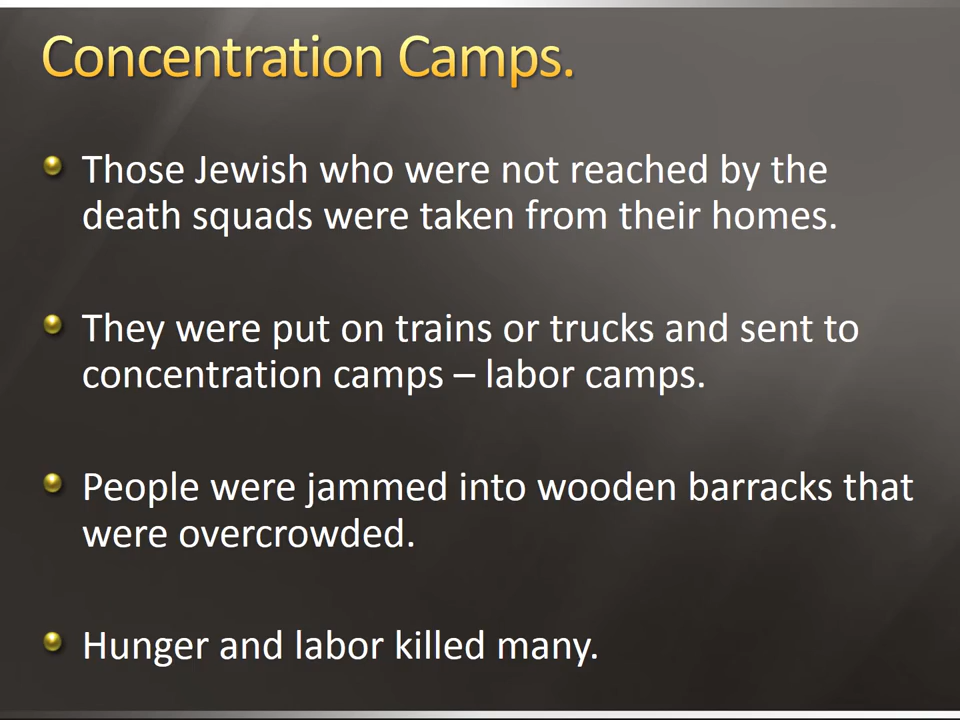 Concentration Camps.
Those Jewish who were not reached by the
death squads were taken from their homes.
They were put on trains or trucks and sent to
concentration camps – labor camps.
People were jammed into wooden barracks that
were overcrowded.
Hunger and labor killed many.